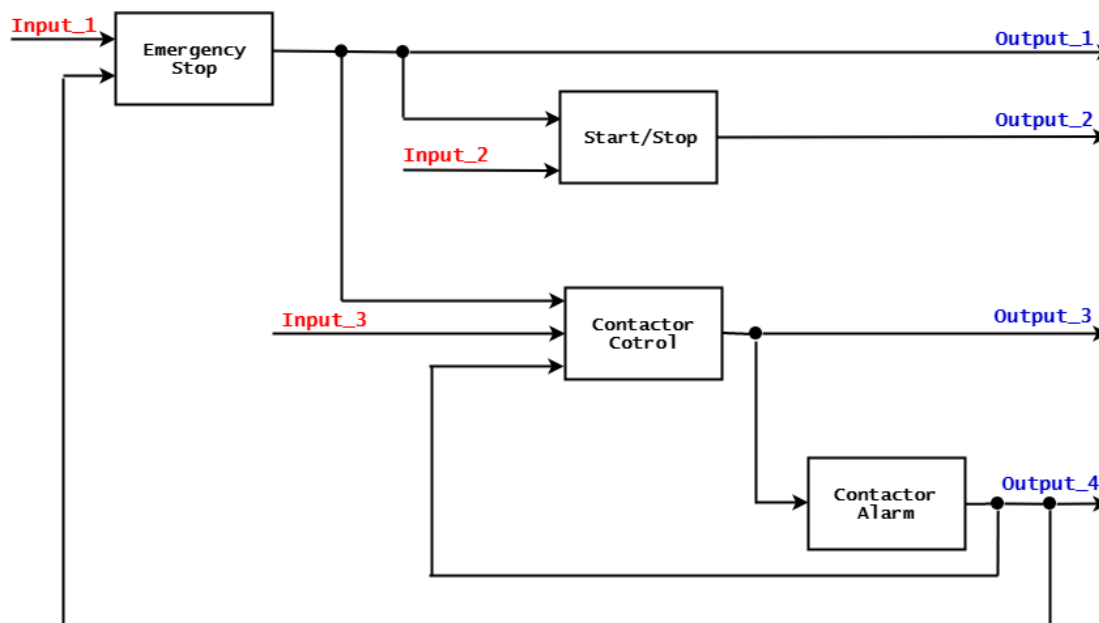 Input_1
Emergency
Stop
Output_1
Start/Stop
Output_2
Input_2
Input_3
Contactor
Cotrol
Output_3
Contactor
Alarm
Output_4